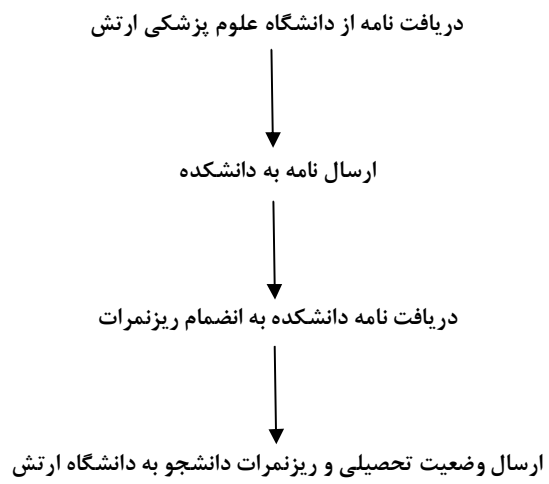 دریافت نامه از دانشگاه علوم پزشکی ارتش
ارسال نامه به دانشکده
دریافت نامه دانشکده به انضمام ریزنمرات
ارسال وضعیت تحصیلی و ریزنمرات دانشجو به دانشگاه ارتش